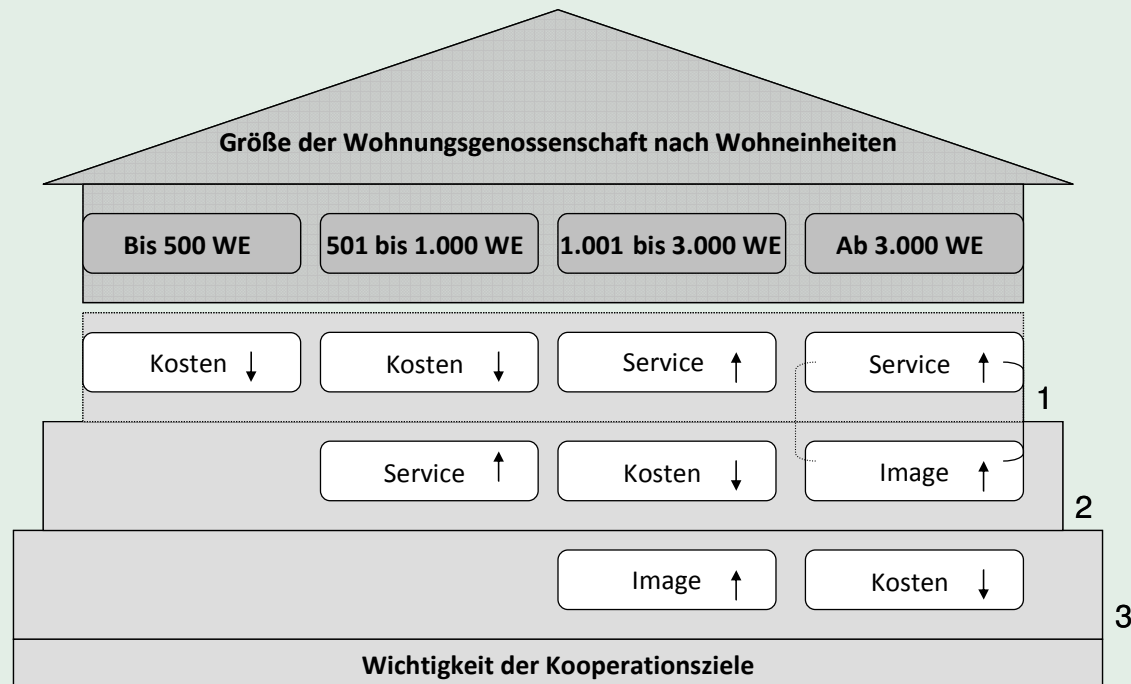 Größe der Wohnungsgenossenschaft nach Wohneinheiten
Bis 500 WE
501 bis 1.000 WE
1.001 bis 3.000 WE
Ab 3.000 WE
Kosten ↓
Kosten ↓
Service ↑
Service ↑
1
Service ↑
Kosten ↓
Image ↑
2
Image ↑
Kosten ↓
3
Wichtigkeit der Kooperationsziele